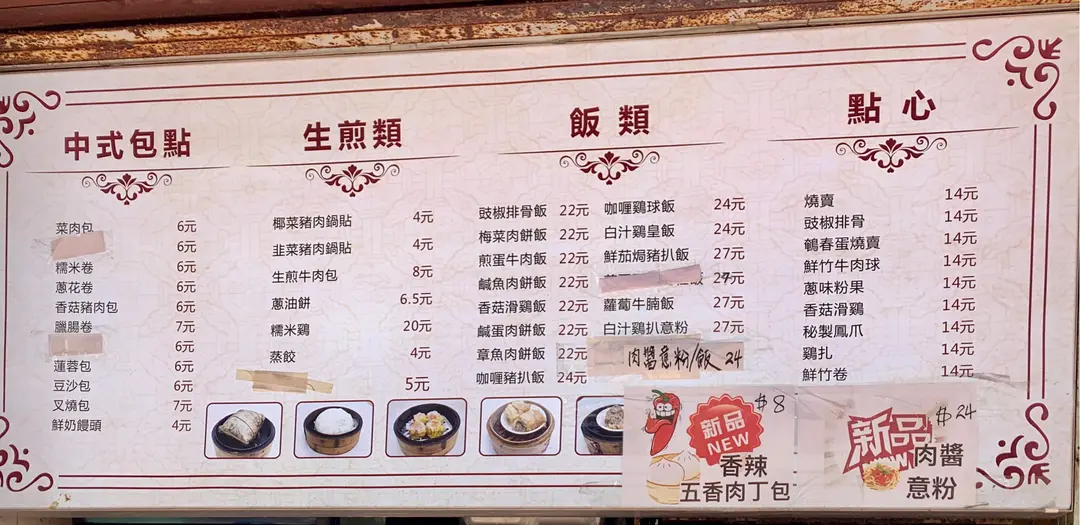 中式包點
菜肉包 6元
6元
糯米卷 6元
蔥花卷 6元
香菇豬肉包 6元
臘腸卷 7元
6元
蓮蓉包 6元
豆沙包 6元
叉燒包 7元
鮮奶饅頭 4元
生煎類
椰菜豬肉鍋貼 4元
韭菜豬肉鍋貼 4元
生煎牛肉包 8元
蔥油餅 6.5元
糯米鷄 20元
蒸餃 4元
5元
飯類
豉椒排骨飯 22元
梅菜肉餅飯 22元
煎蛋牛肉飯 22元
鹹魚肉餅飯 22元
香菇滑鷄飯 22元
鹹蛋肉餅飯 22元
章魚肉餅飯 22元
咖喱豬扒飯 24元
咖喱鷄球飯 24元
白汁鷄皇飯 24元
鮮茄焗豬扒飯 27元
飯 27元
蘿蔔牛腩飯 27元
白汁鷄扒意粉 27元
肉醬意粉/飯 24
點心
燒賣 14元
豉椒排骨 14元
鵪春蛋燒賣 14元
鮮竹牛肉球 14元
蔥味粉果 14元
香菇滑鷄 14元
秘製鳳爪 14元
鷄扎 14元
鮮竹卷 14元
新品 $8
NEW
香辣
五香肉丁包
新品 $24
肉醬
意粉